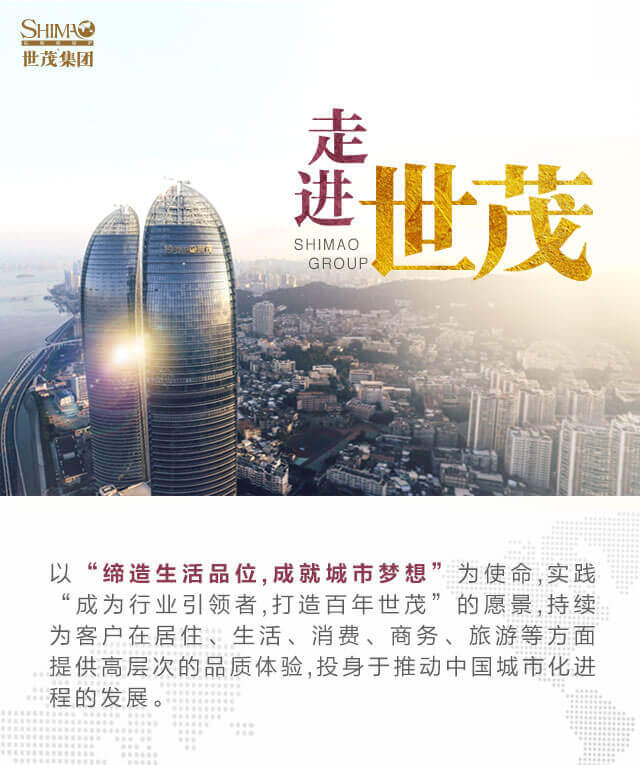 SHIMAO
GROUP
世茂集团
走进
世茂
SHIMAO
GROUP
以“缔造生活品位,成就城市梦想”为使命,实践
“成为行业引领者,打造百年世茂”的愿景,持续
为客户在居住、生活、消费、商务、旅游等方面
提供高层次的品质体验,投身于推动中国城市化进
程的发展。